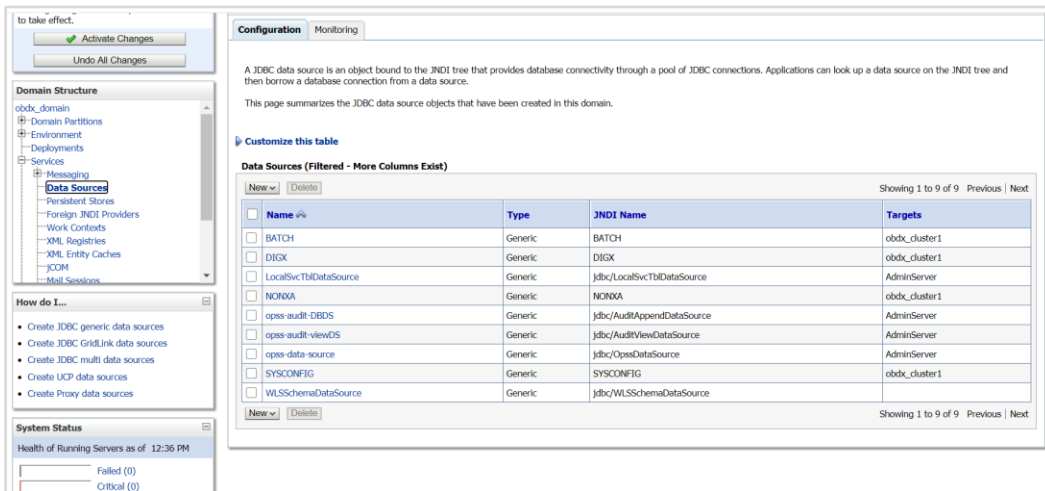 to take effect.
Activate Changes
Undo All Changes
Domain Structure
obdx_domain
Domain Partitions
Environment
Deployments
Services
Messaging
Data Sources
Persistent Stores
Foreign JNDI Providers
Work Contexts
XML Registries
XML Entity Caches
jCOM
Mail Sessions
How do I...
Create JDBC generic data sources
Create JDBC GridLink data sources
Create JDBC multi data sources
Create UCP data sources
Create Proxy data sources
System Status
Health of Running Servers as of 12:36 PM
Failed (0)
Critical (0)
Configuration Monitoring
A JDBC data source is an object bound to the JNDI tree that provides database connectivity through a pool of JDBC connections. Applications can look up a data source on the JNDI tree and
then borrow a database connection from a data source.
This page summarizes the JDBC data source objects that have been created in this domain.
Customize this table
Data Sources (Filtered - More Columns Exist)
New Delete Showing 1 to 9 of 9 Previous | Next
Name Type JNDI Name Targets
BATCH Generic BATCH obdx_cluster1
DIGX Generic DIGX obdx_cluster1
LocalSvcTblDataSource Generic jdbc/LocalSvcTblDataSource AdminServer
NONXA Generic NONXA obdx_cluster1
opss-audit-DBDS Generic jdbc/AuditAppendDataSource AdminServer
opss-audit-viewDS Generic jdbc/AuditViewDataSource AdminServer
opss-data-source Generic jdbc/OpssDataSource AdminServer
SYSCONFIG Generic SYSCONFIG obdx_cluster1
WLSSchemaDataSource Generic jdbc/WLSSchemaDataSource
New Delete Showing 1 to 9 of 9 Previous | Next